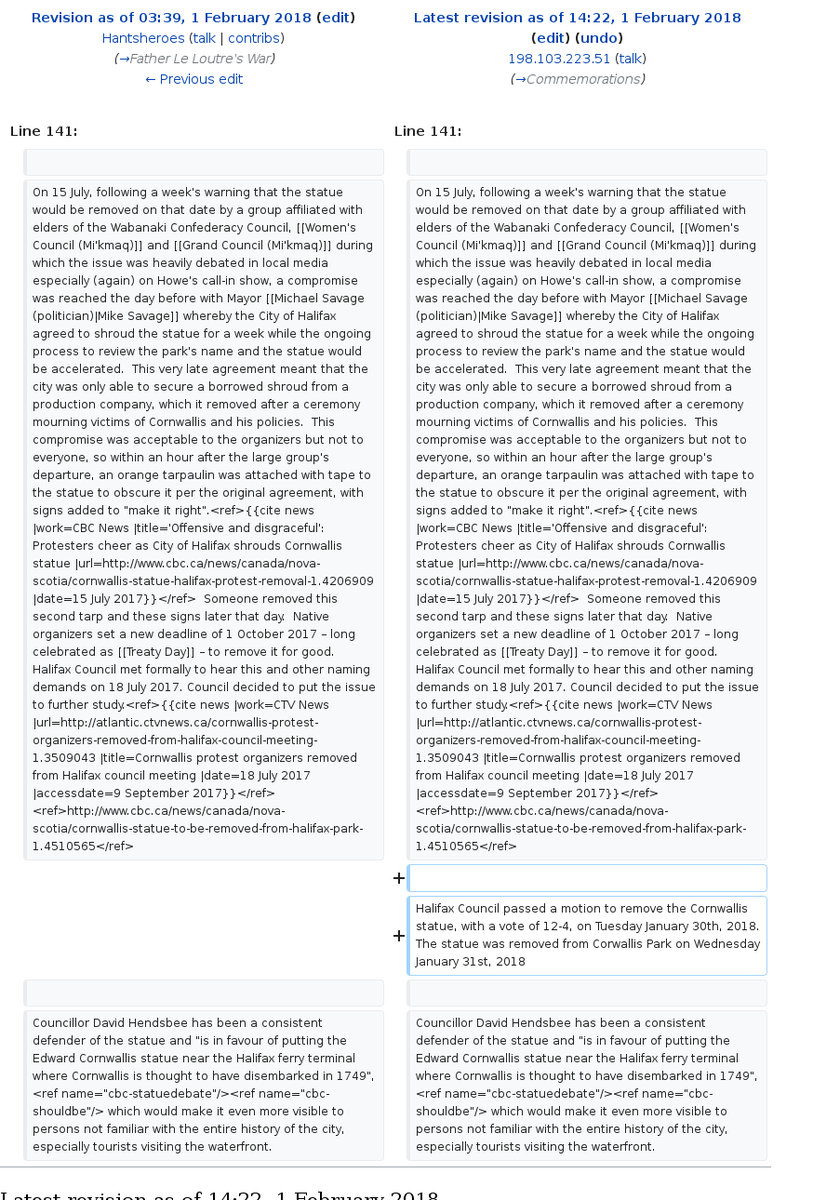 Revision as of 03:39, 1 February 2018 (edit)
Hantsheroes (talk | contribs)
(→Father Le Loutre's War)
← Previous edit
Latest revision as of 14:22, 1 February 2018
(edit) (undo)
198.103.223.51 (talk)
(→Commemorations)
Line 141:
Line 141:
On 15 July, following a week's warning that the statue
would be removed on that date by a group affiliated with
elders of the Wabanaki Confederacy Council, [[Women's
Council (Mi'kmaq)]] and [[Grand Council (Mi'kmaq)]] during
which the issue was heavily debated in local media
especially (again) on Howe's call-in show, a compromise
was reached the day before with Mayor [[Michael Savage
(politician)|Mike Savage]] whereby the City of Halifax
agreed to shroud the statue for a week while the ongoing
process to review the park's name and the statue would
be accelerated.  This very late agreement meant that the
city was only able to secure a borrowed shroud from a
production company, which it removed after a ceremony
mourning victims of Cornwallis and his policies.  This
compromise was acceptable to the organizers but not to
everyone, so within an hour after the large group's
departure, an orange tarpaulin was attached with tape to
the statue to obscure it per the original agreement, with
signs added to "make it right".<ref>{{cite news
|work=CBC News |title='Offensive and disgraceful':
Protesters cheer as City of Halifax shrouds Cornwallis
statue |url=http://www.cbc.ca/news/canada/nova-
scotia/cornwallis-statue-halifax-protest-removal-1.4206909
|date=15 July 2017}}</ref>  Someone removed this
second tarp and these signs later that day.  Native
organizers set a new deadline of 1 October 2017 – long
celebrated as [[Treaty Day]] – to remove it for good.
Halifax Council met formally to hear this and other naming
demands on 18 July 2017. Council decided to put the issue
to further study.<ref>{{cite news |work=CTV News
|url=http://atlantic.ctvnews.ca/cornwallis-protest-
organizers-removed-from-halifax-council-meeting-
1.3509043 |title=Cornwallis protest organizers removed
from Halifax council meeting |date=18 July 2017
|accessdate=9 September 2017}}</ref>
<ref>http://www.cbc.ca/news/canada/nova-
scotia/cornwallis-statue-to-be-removed-from-halifax-park-
1.4510565</ref>
On 15 July, following a week's warning that the statue
would be removed on that date by a group affiliated with
elders of the Wabanaki Confederacy Council, [[Women's
Council (Mi'kmaq)]] and [[Grand Council (Mi'kmaq)]] during
which the issue was heavily debated in local media
especially (again) on Howe's call-in show, a compromise
was reached the day before with Mayor [[Michael Savage
(politician)|Mike Savage]] whereby the City of Halifax
agreed to shroud the statue for a week while the ongoing
process to review the park's name and the statue would
be accelerated.  This very late agreement meant that the
city was only able to secure a borrowed shroud from a
production company, which it removed after a ceremony
mourning victims of Cornwallis and his policies.  This
compromise was acceptable to the organizers but not to
everyone, so within an hour after the large group's
departure, an orange tarpaulin was attached with tape to
the statue to obscure it per the original agreement, with
signs added to "make it right".<ref>{{cite news
|work=CBC News |title='Offensive and disgraceful':
Protesters cheer as City of Halifax shrouds Cornwallis
statue |url=http://www.cbc.ca/news/canada/nova-
scotia/cornwallis-statue-halifax-protest-removal-1.4206909
|date=15 July 2017}}</ref>  Someone removed this
second tarp and these signs later that day.  Native
organizers set a new deadline of 1 October 2017 – long
celebrated as [[Treaty Day]] – to remove it for good.
Halifax Council met formally to hear this and other naming
demands on 18 July 2017. Council decided to put the issue
to further study.<ref>{{cite news |work=CTV News
|url=http://atlantic.ctvnews.ca/cornwallis-protest-
organizers-removed-from-halifax-council-meeting-
1.3509043 |title=Cornwallis protest organizers removed
from Halifax council meeting |date=18 July 2017
|accessdate=9 September 2017}}</ref>
<ref>http://www.cbc.ca/news/canada/nova-
scotia/cornwallis-statue-to-be-removed-from-halifax-park-
1.4510565</ref>
+
+
Halifax Council passed a motion to remove the Cornwallis
statue, with a vote of 12-4, on Tuesday January 30th, 2018.
The statue was removed from Corwallis Park on Wednesday
January 31st, 2018
Councillor David Hendsbee has been a consistent
defender of the statue and "is in favour of putting the
Edward Cornwallis statue near the Halifax ferry terminal
where Cornwallis is thought to have disembarked in 1749",
<ref name="cbc-statuedebate"/><ref name="cbc-
shouldbe"/> which would make it even more visible to
persons not familiar with the entire history of the city,
especially tourists visiting the waterfront.
Councillor David Hendsbee has been a consistent
defender of the statue and "is in favour of putting the
Edward Cornwallis statue near the Halifax ferry terminal
where Cornwallis is thought to have disembarked in 1749",
<ref name="cbc-statuedebate"/><ref name="cbc-
shouldbe"/> which would make it even more visible to
persons not familiar with the entire history of the city,
especially tourists visiting the waterfront.
Latest revision as of 14:22, 1 February 2018